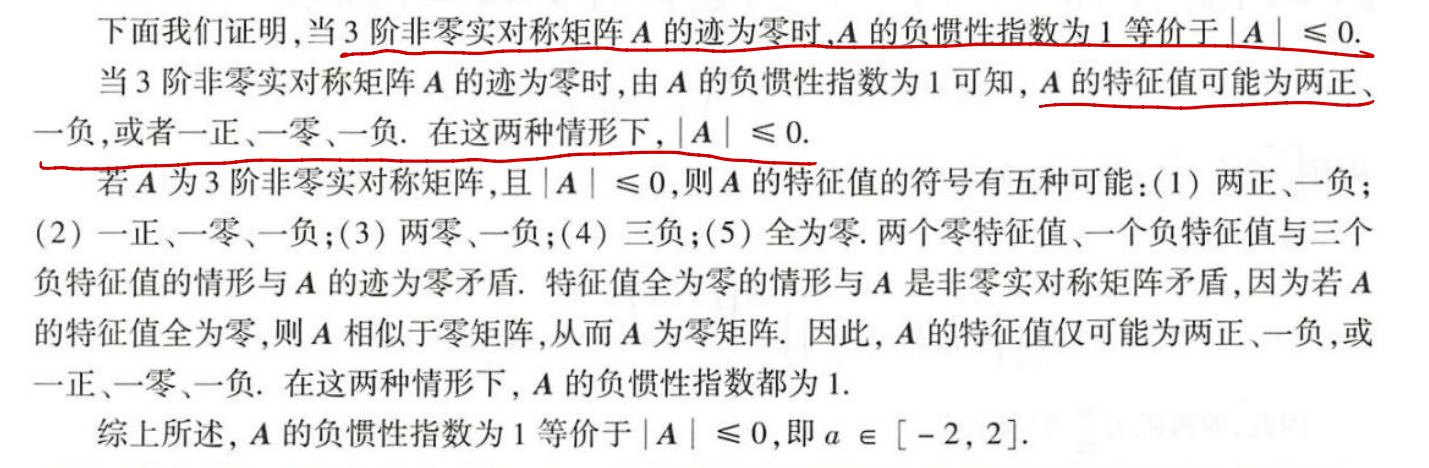 下面我们证明,当 3 阶非零实对称矩阵 A 的迹为零时,A 的负惯性指数为 1 等价于 | A | ≤ 0.
当 3 阶非零实对称矩阵 A 的迹为零时,由 A 的负惯性指数为 1 可知, A 的特征值可能为两正、
一负,或者一正、一零、一负. 在这两种情形下, | A | ≤ 0.
若 A 为 3 阶非零实对称矩阵,且 | A | ≤ 0,则 A 的特征值的符号有五种可能:(1) 两正、一负;
(2) 一正、一零、一负;(3) 两零、一负;(4) 三负;(5) 全为零. 两个零特征值、一个负特征值与三个
负特征值的情形与 A 的迹为零矛盾. 特征值全为零的情形与 A 是非零实对称矩阵矛盾,因为若 A
的特征值全为零,则 A 相似于零矩阵,从而 A 为零矩阵. 因此, A 的特征值仅可能为两正、一负,或
一正、一零、一负. 在这两种情形下, A 的负惯性指数都为 1.
综上所述, A 的负惯性指数为 1 等价于 | A | ≤ 0,即 a ∈ [ - 2, 2].